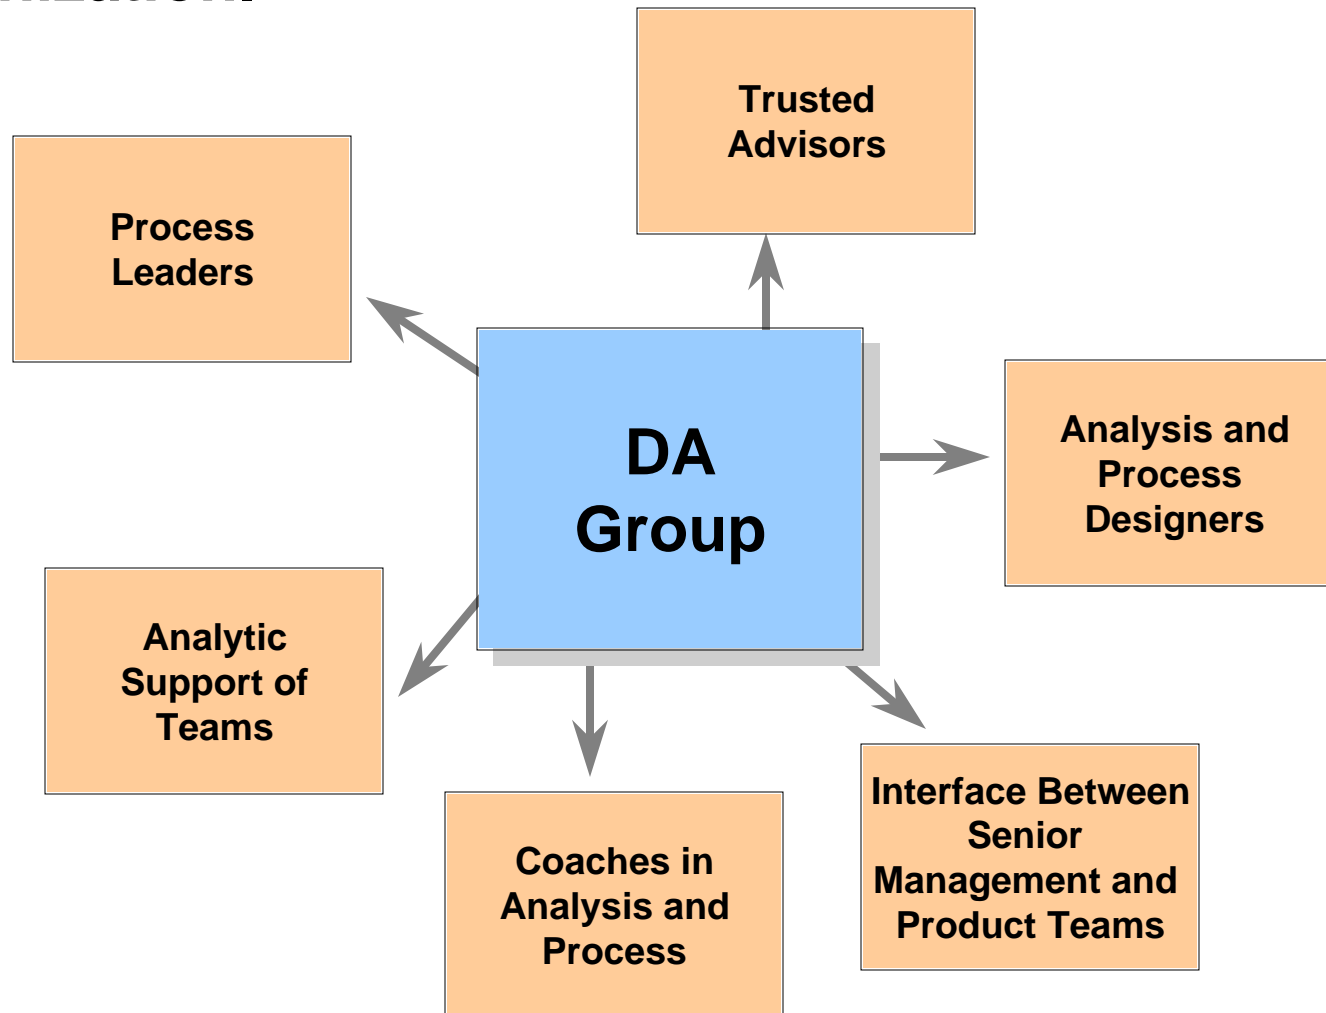 Trusted
Advisors
Process
Leaders
DA
Group
Analysis and
Process
Designers
Analytic
Support of
Teams
Coaches in
Analysis and
Process
Interface Between
Senior
Management and
Product Teams